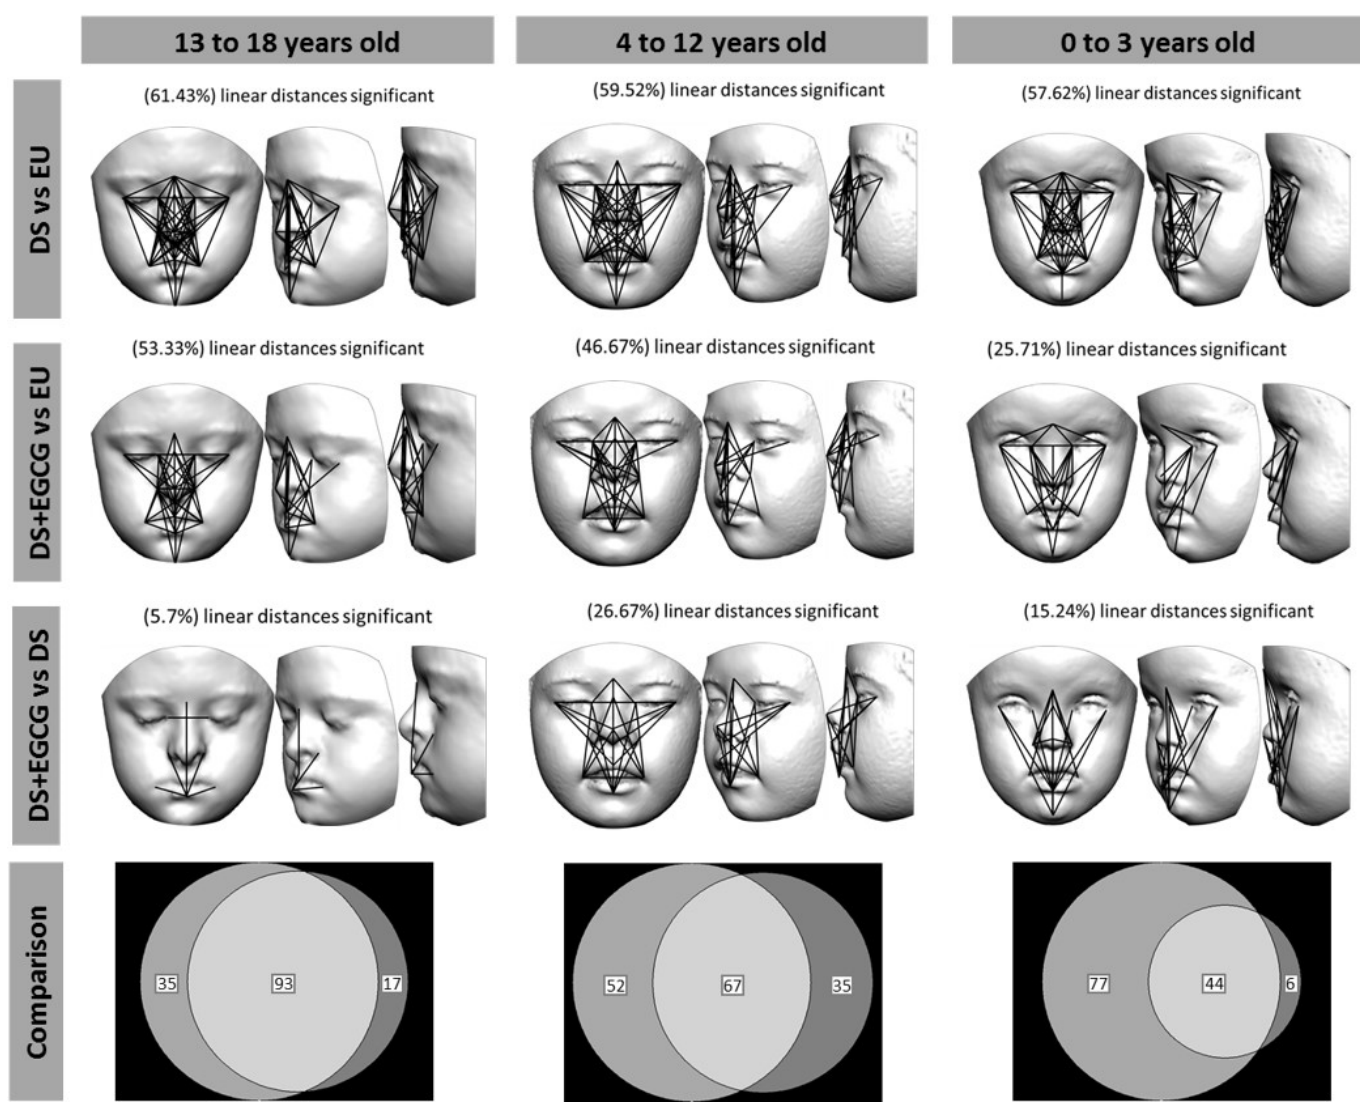 13 to 18 years old
4 to 12 years old
0 to 3 years old
DS vs EU
(61.43%) linear distances significant
(59.52%) linear distances significant
(57.62%) linear distances significant
DS+EGCG vs EU
(53.33%) linear distances significant
(46.67%) linear distances significant
(25.71%) linear distances significant
DS+EGCG vs DS
(5.7%) linear distances significant
(26.67%) linear distances significant
(15.24%) linear distances significant
Comparison
35
93
17
52
67
35
77
44
6